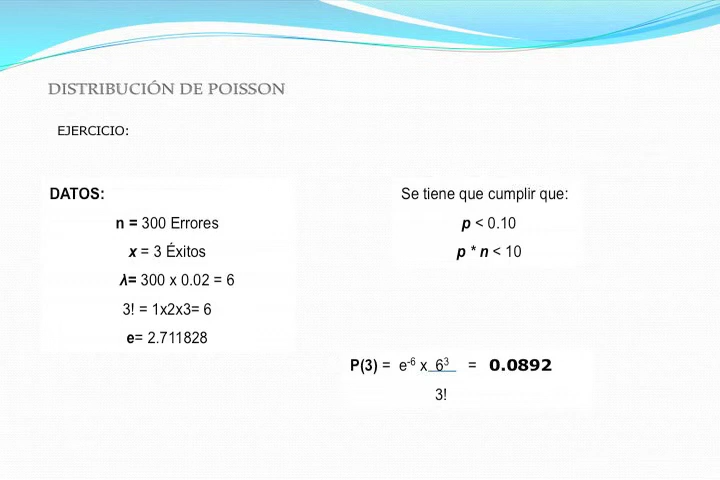 DISTRIBUCIÓN DE POISSON
EJERCICIO:
DATOS:
n = 300 Errores
x = 3 Éxitos
λ= 300 x 0.02 = 6
3! = 1x2x3= 6
e= 2.711828
Se tiene que cumplir que:
p < 0.10
p * n < 10
P(3) = e⁻⁶ x 6³ = 0.0892
3!